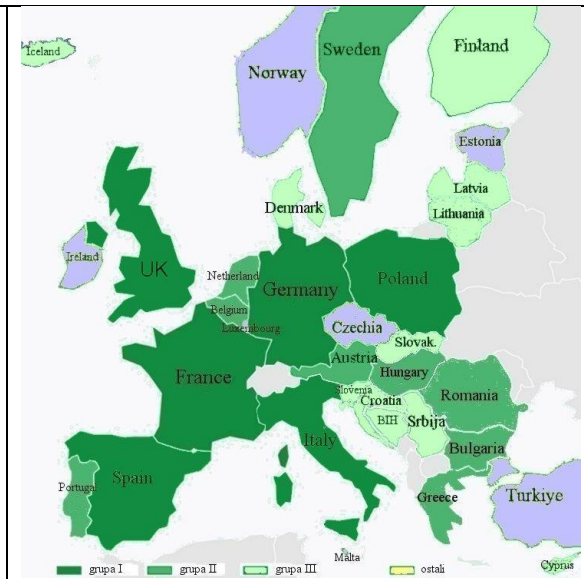 Iceland
Norway
Sweden
Finland
Estonia
Latvia
Lithuania
Denmark
Ireland
UK
Netherland
Belgium
Luxembourg
Germany
Poland
Czechia
Slovak.
Austria
Hungary
France
Slovenia
Croatia
BIH
Srbija
Romania
Bulgaria
Italy
Portugal
Spain
Greece
Turkiye
Malta
Cyprus
grupa I grupa II grupa III ostali